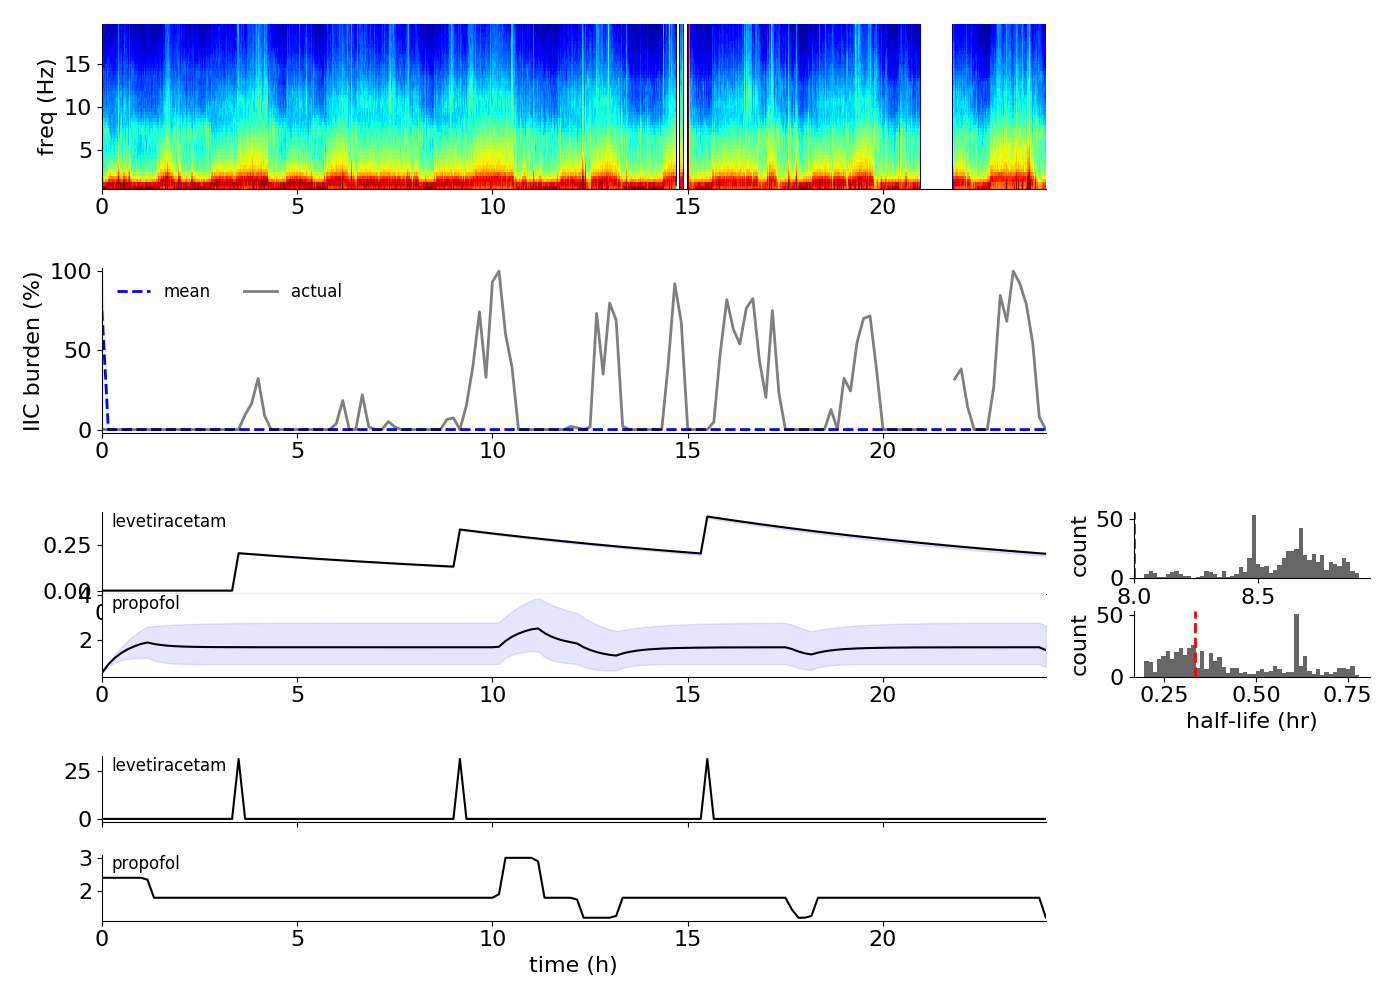 freq (Hz)
15
10
5
0 5 10 15 20
IIC burden (%)
100
50
0
mean actual
0 5 10 15 20
levetiracetam
0.25
0.00
0
count
50
0
8.0 8.5
propofol
4
2
0 5 10 15 20
count
50
0
0.25 0.50 0.75
half-life (hr)
levetiracetam
25
0
propofol
3
2
0 5 10 15 20
time (h)